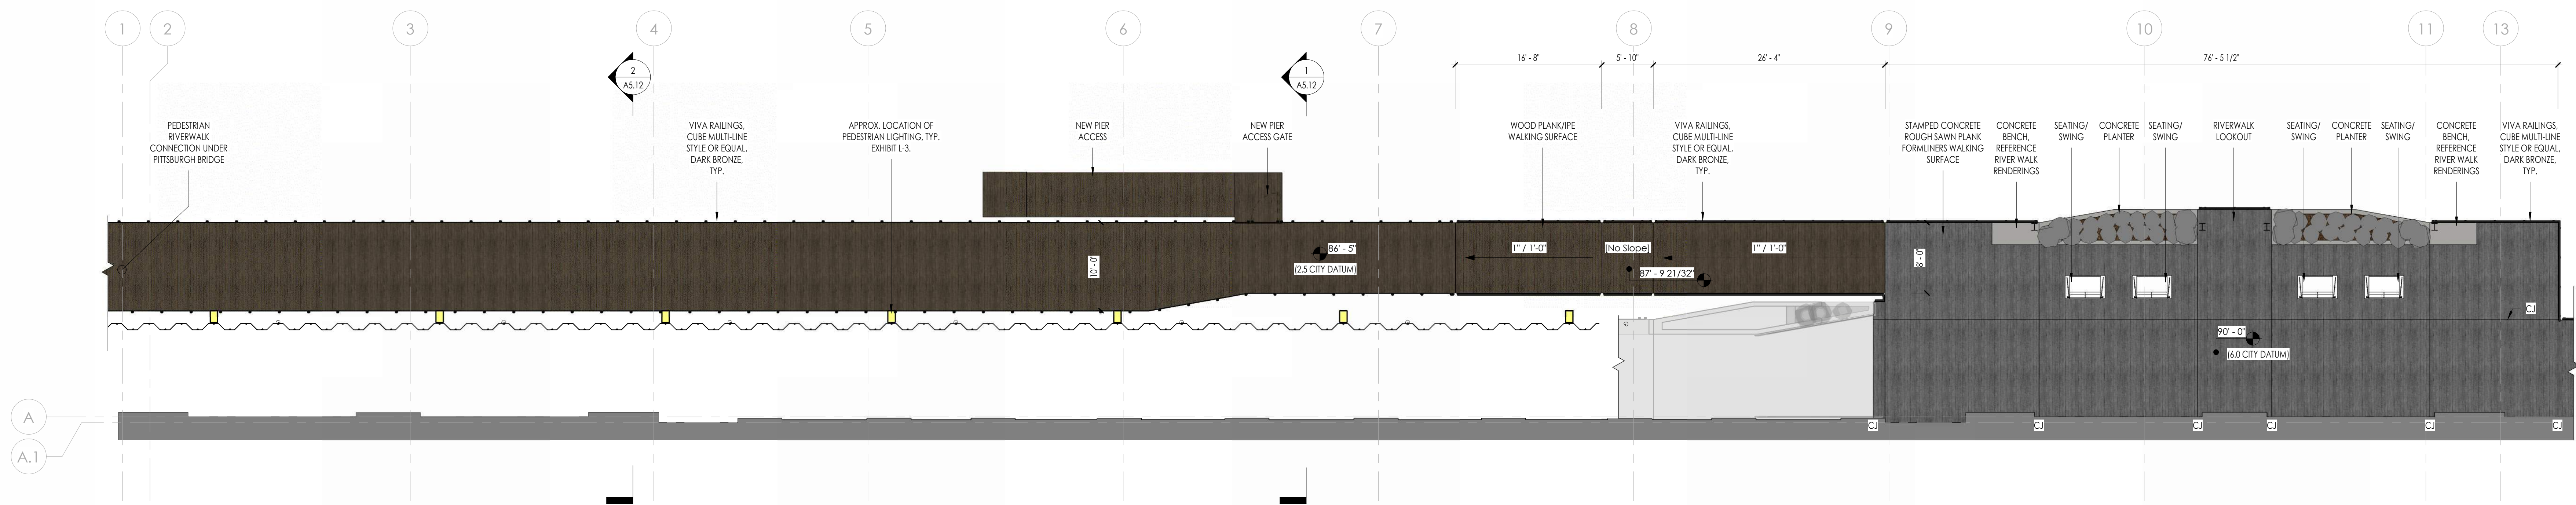 1
2
3
4
5
6
7
8
9
10
11
13
2
A5.12
1
A5.12
16' - 8"
5' - 10"
26' - 4"
76' - 5 1/2"
PEDESTRIAN
RIVERWALK
CONNECTION UNDER
PITTSBURGH BRIDGE
VIVA RAILINGS,
CUBE MULTI-LINE
STYLE OR EQUAL,
DARK BRONZE,
TYP.
APPROX. LOCATION OF
PEDESTRIAN LIGHTING, TYP.
EXHIBIT L-3.
NEW PIER
ACCESS
NEW PIER
ACCESS GATE
WOOD PLANK/IPE
WALKING SURFACE
VIVA RAILINGS,
CUBE MULTI-LINE
STYLE OR EQUAL,
DARK BRONZE,
TYP.
STAMPED CONCRETE
ROUGH SAWN PLANK
FORMLINERS WALKING
SURFACE
CONCRETE
BENCH,
REFERENCE
RIVER WALK
RENDERINGS
SEATING/
SWING
CONCRETE
PLANTER
SEATING/
SWING
RIVERWALK
LOOKOUT
SEATING/
SWING
CONCRETE
PLANTER
SEATING/
SWING
CONCRETE
BENCH,
REFERENCE
RIVER WALK
RENDERINGS
VIVA RAILINGS,
CUBE MULTI-LINE
STYLE OR EQUAL,
DARK BRONZE,
TYP.
10' - 0"
86' - 5"
(2.5 CITY DATUM)
1" / 1'-0"
[No Slope]
1" / 1'-0"
87' - 9 21/32"
8' - 0"
CJ
90' - 0"
(6.0 CITY DATUM)
A
A.1
CJ
CJ
CJ
CJ
CJ
CJ